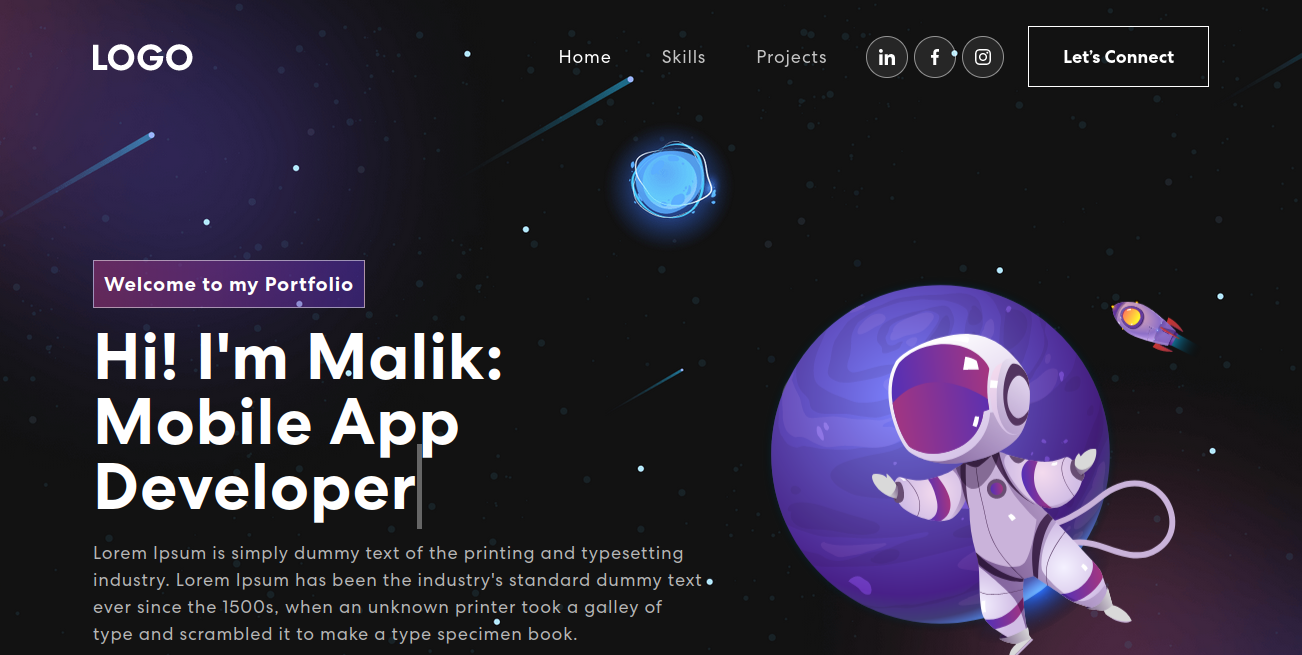 LOGO
Home
Skills
Projects
in
f
Let's Connect
Welcome to my Portfolio
Hi! I'm Malik:
Mobile App
Developer
Lorem Ipsum is simply dummy text of the printing and typesetting
industry. Lorem Ipsum has been the industry's standard dummy text
ever since the 1500s, when an unknown printer took a galley of
type and scrambled it to make a type specimen book.